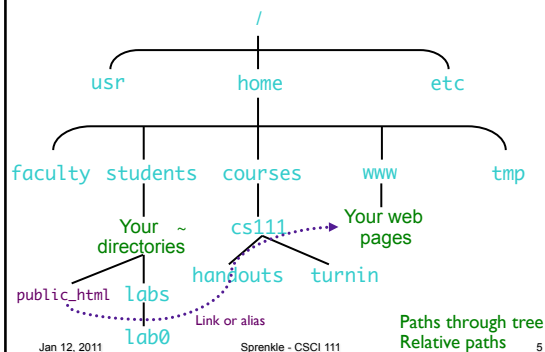 /
usr home etc
faculty students courses www tmp
Your ~
directories
cs111
Your web
pages
handouts turnin
public_html labs
Link or alias
lab0
Paths through tree
Relative paths
Jan 12, 2011 Sprenkle - CSCI 111 5